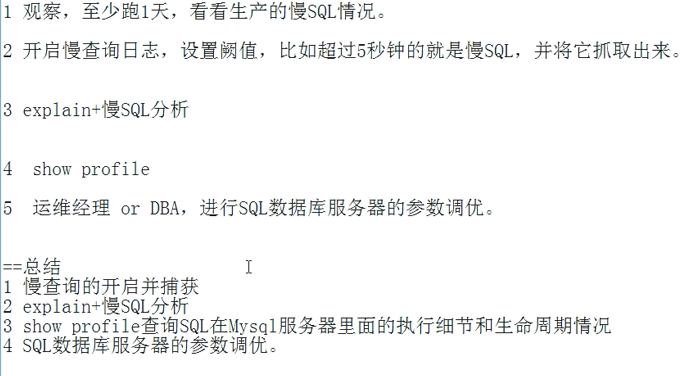 1 观察，至少跑1天，看看生产的慢SQL情况。
2 开启慢查询日志，设置阙值，比如超过5秒钟的就是慢SQL，并将它抓取出来。
3 explain+慢SQL分析
4  show profile
5  运维经理 or DBA，进行SQL数据库服务器的参数调优。
==总结
1 慢查询的开启并捕获
2 explain+慢SQL分析
3 show profile查询SQL在Mysql服务器里面的执行细节和生命周期情况
4 SQL数据库服务器的参数调优。